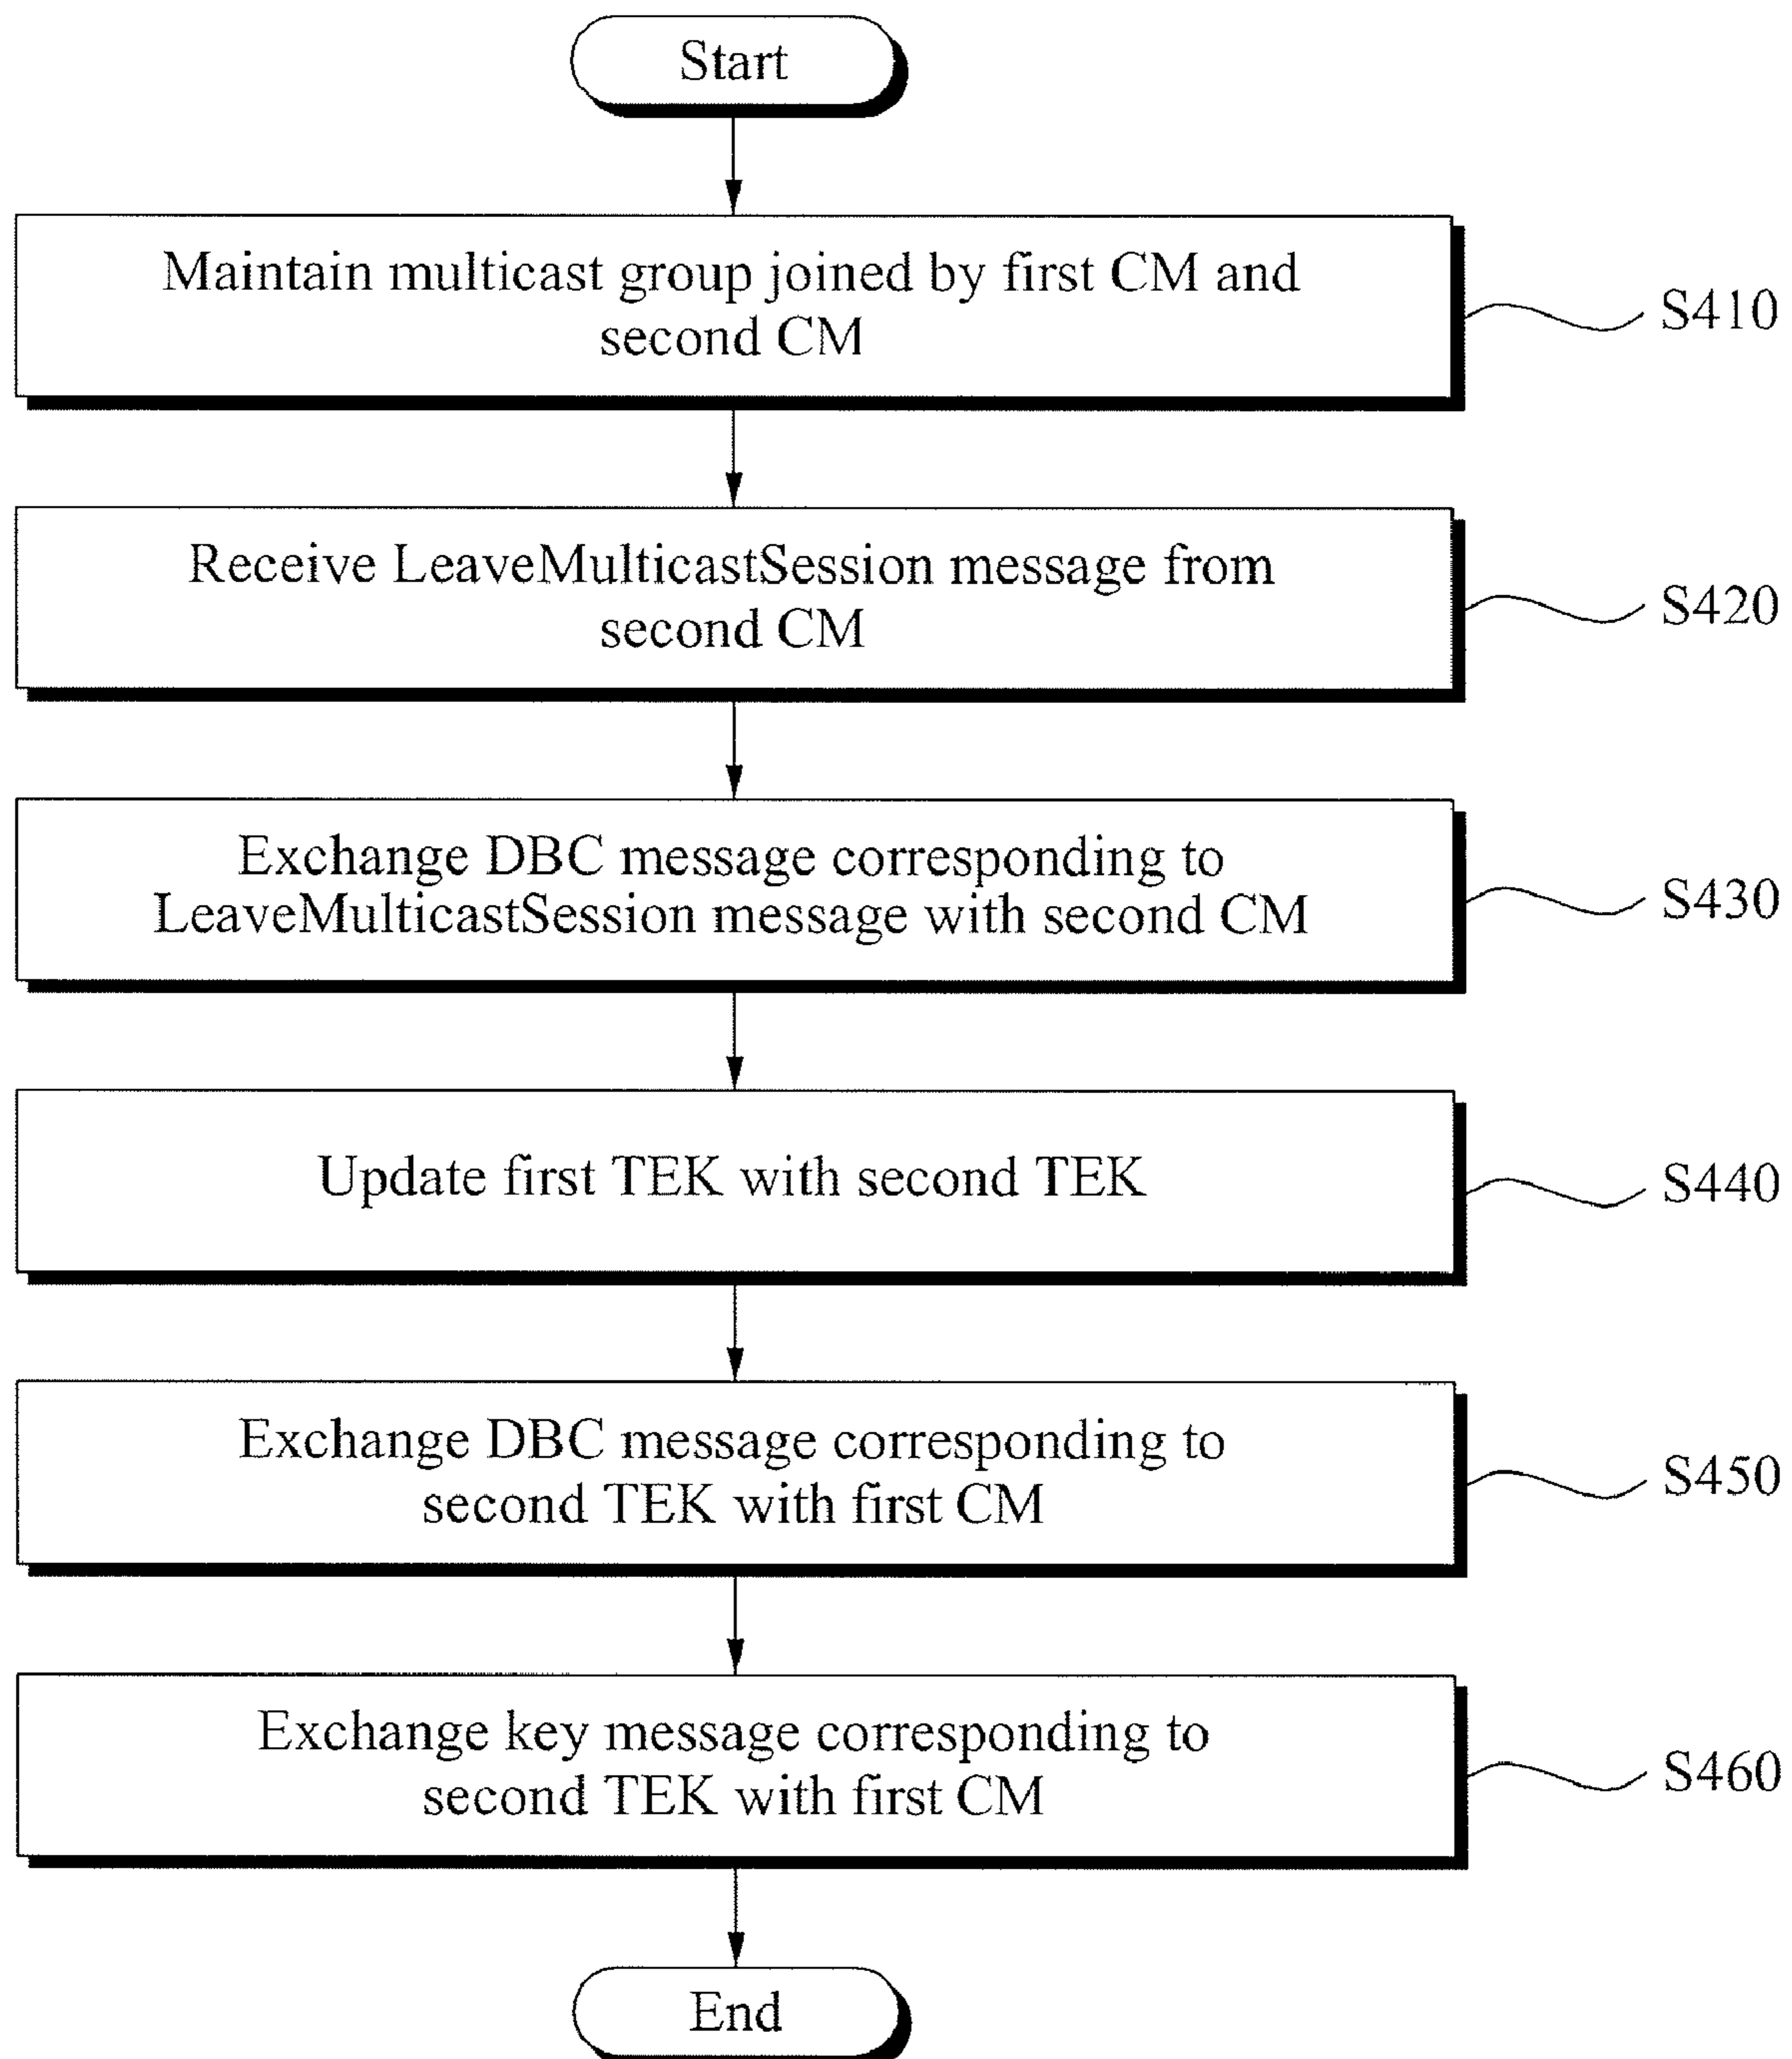 Start
Maintain multicast group joined by first CM and
second CM
S410
Receive LeaveMulticastSession message from
second CM
S420
Exchange DBC message corresponding to
LeaveMulticastSession message with second CM
S430
Update first TEK with second TEK
S440
Exchange DBC message corresponding to
second TEK with first CM
S450
Exchange key message corresponding to
second TEK with first CM
S460
End